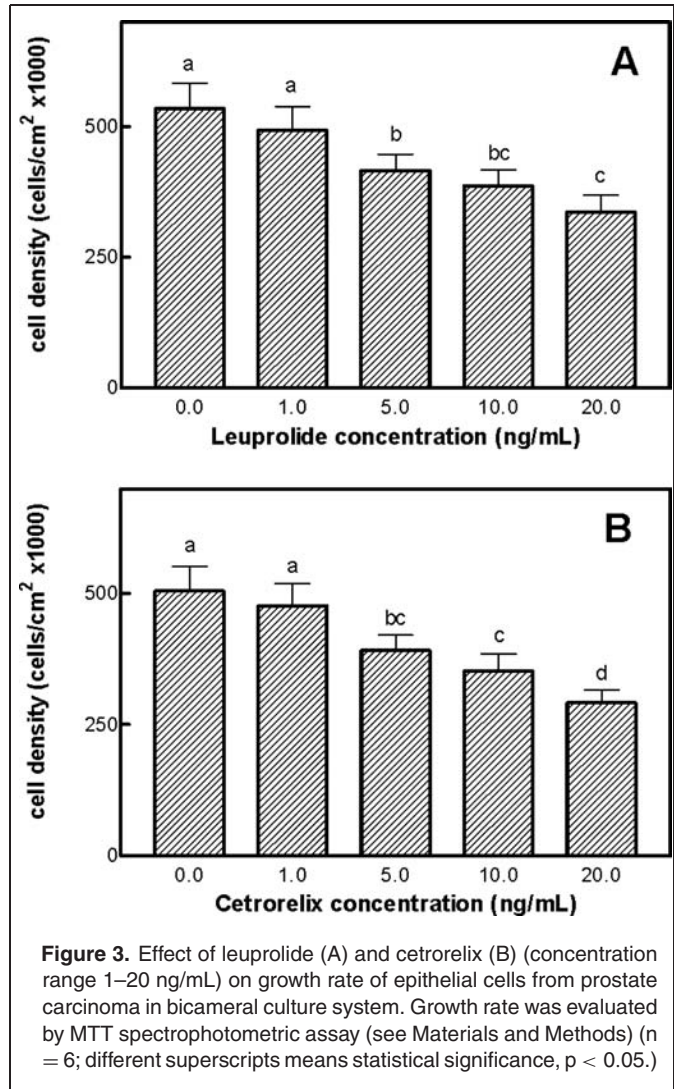 A
a a b bc c
500
250
0
cell density (cells/cm² x1000)
0.0 1.0 5.0 10.0 20.0
Leuprolide concentration (ng/mL)
B
a a bc c d
500
250
0
cell density (cells/cm² x1000)
0.0 1.0 5.0 10.0 20.0
Cetrorelix concentration (ng/mL)
Figure 3. Effect of leuprolide (A) and cetrorelix (B) (concentration
range 1–20 ng/mL) on growth rate of epithelial cells from prostate
carcinoma in bicameral culture system. Growth rate was evaluated
by MTT spectrophotometric assay (see Materials and Methods) (n
= 6; different superscripts means statistical significance, p < 0.05.)